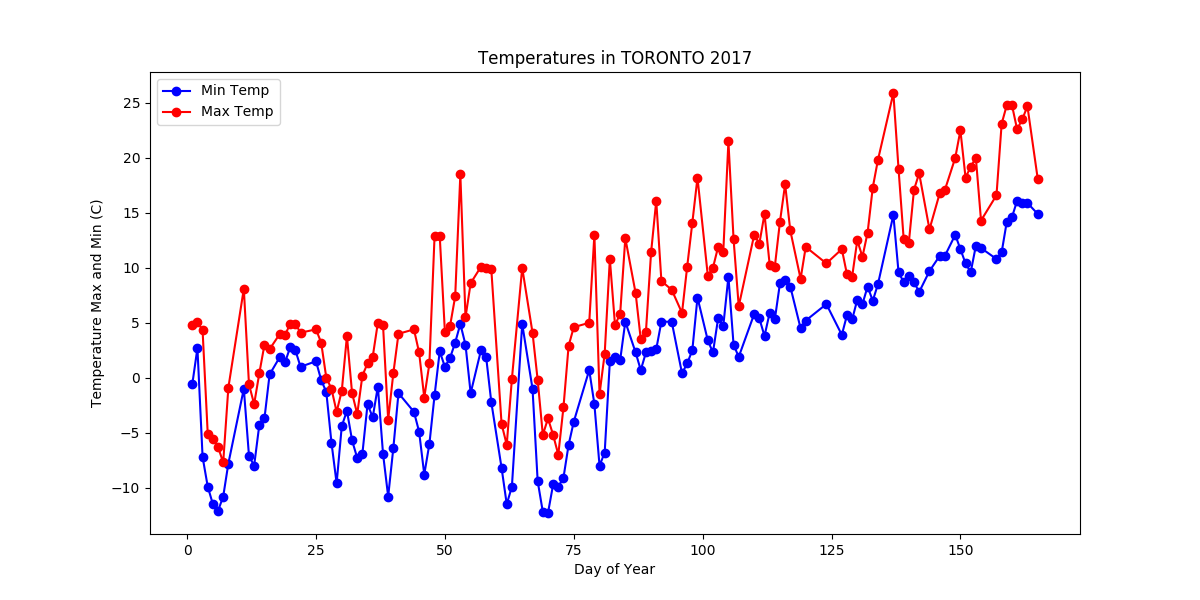 Temperatures in TORONTO 2017
Min Temp
Max Temp
Temperature Max and Min (C)
25
20
15
10
5
0
−5
−10
0 25 50 75 100 125 150
Day of Year